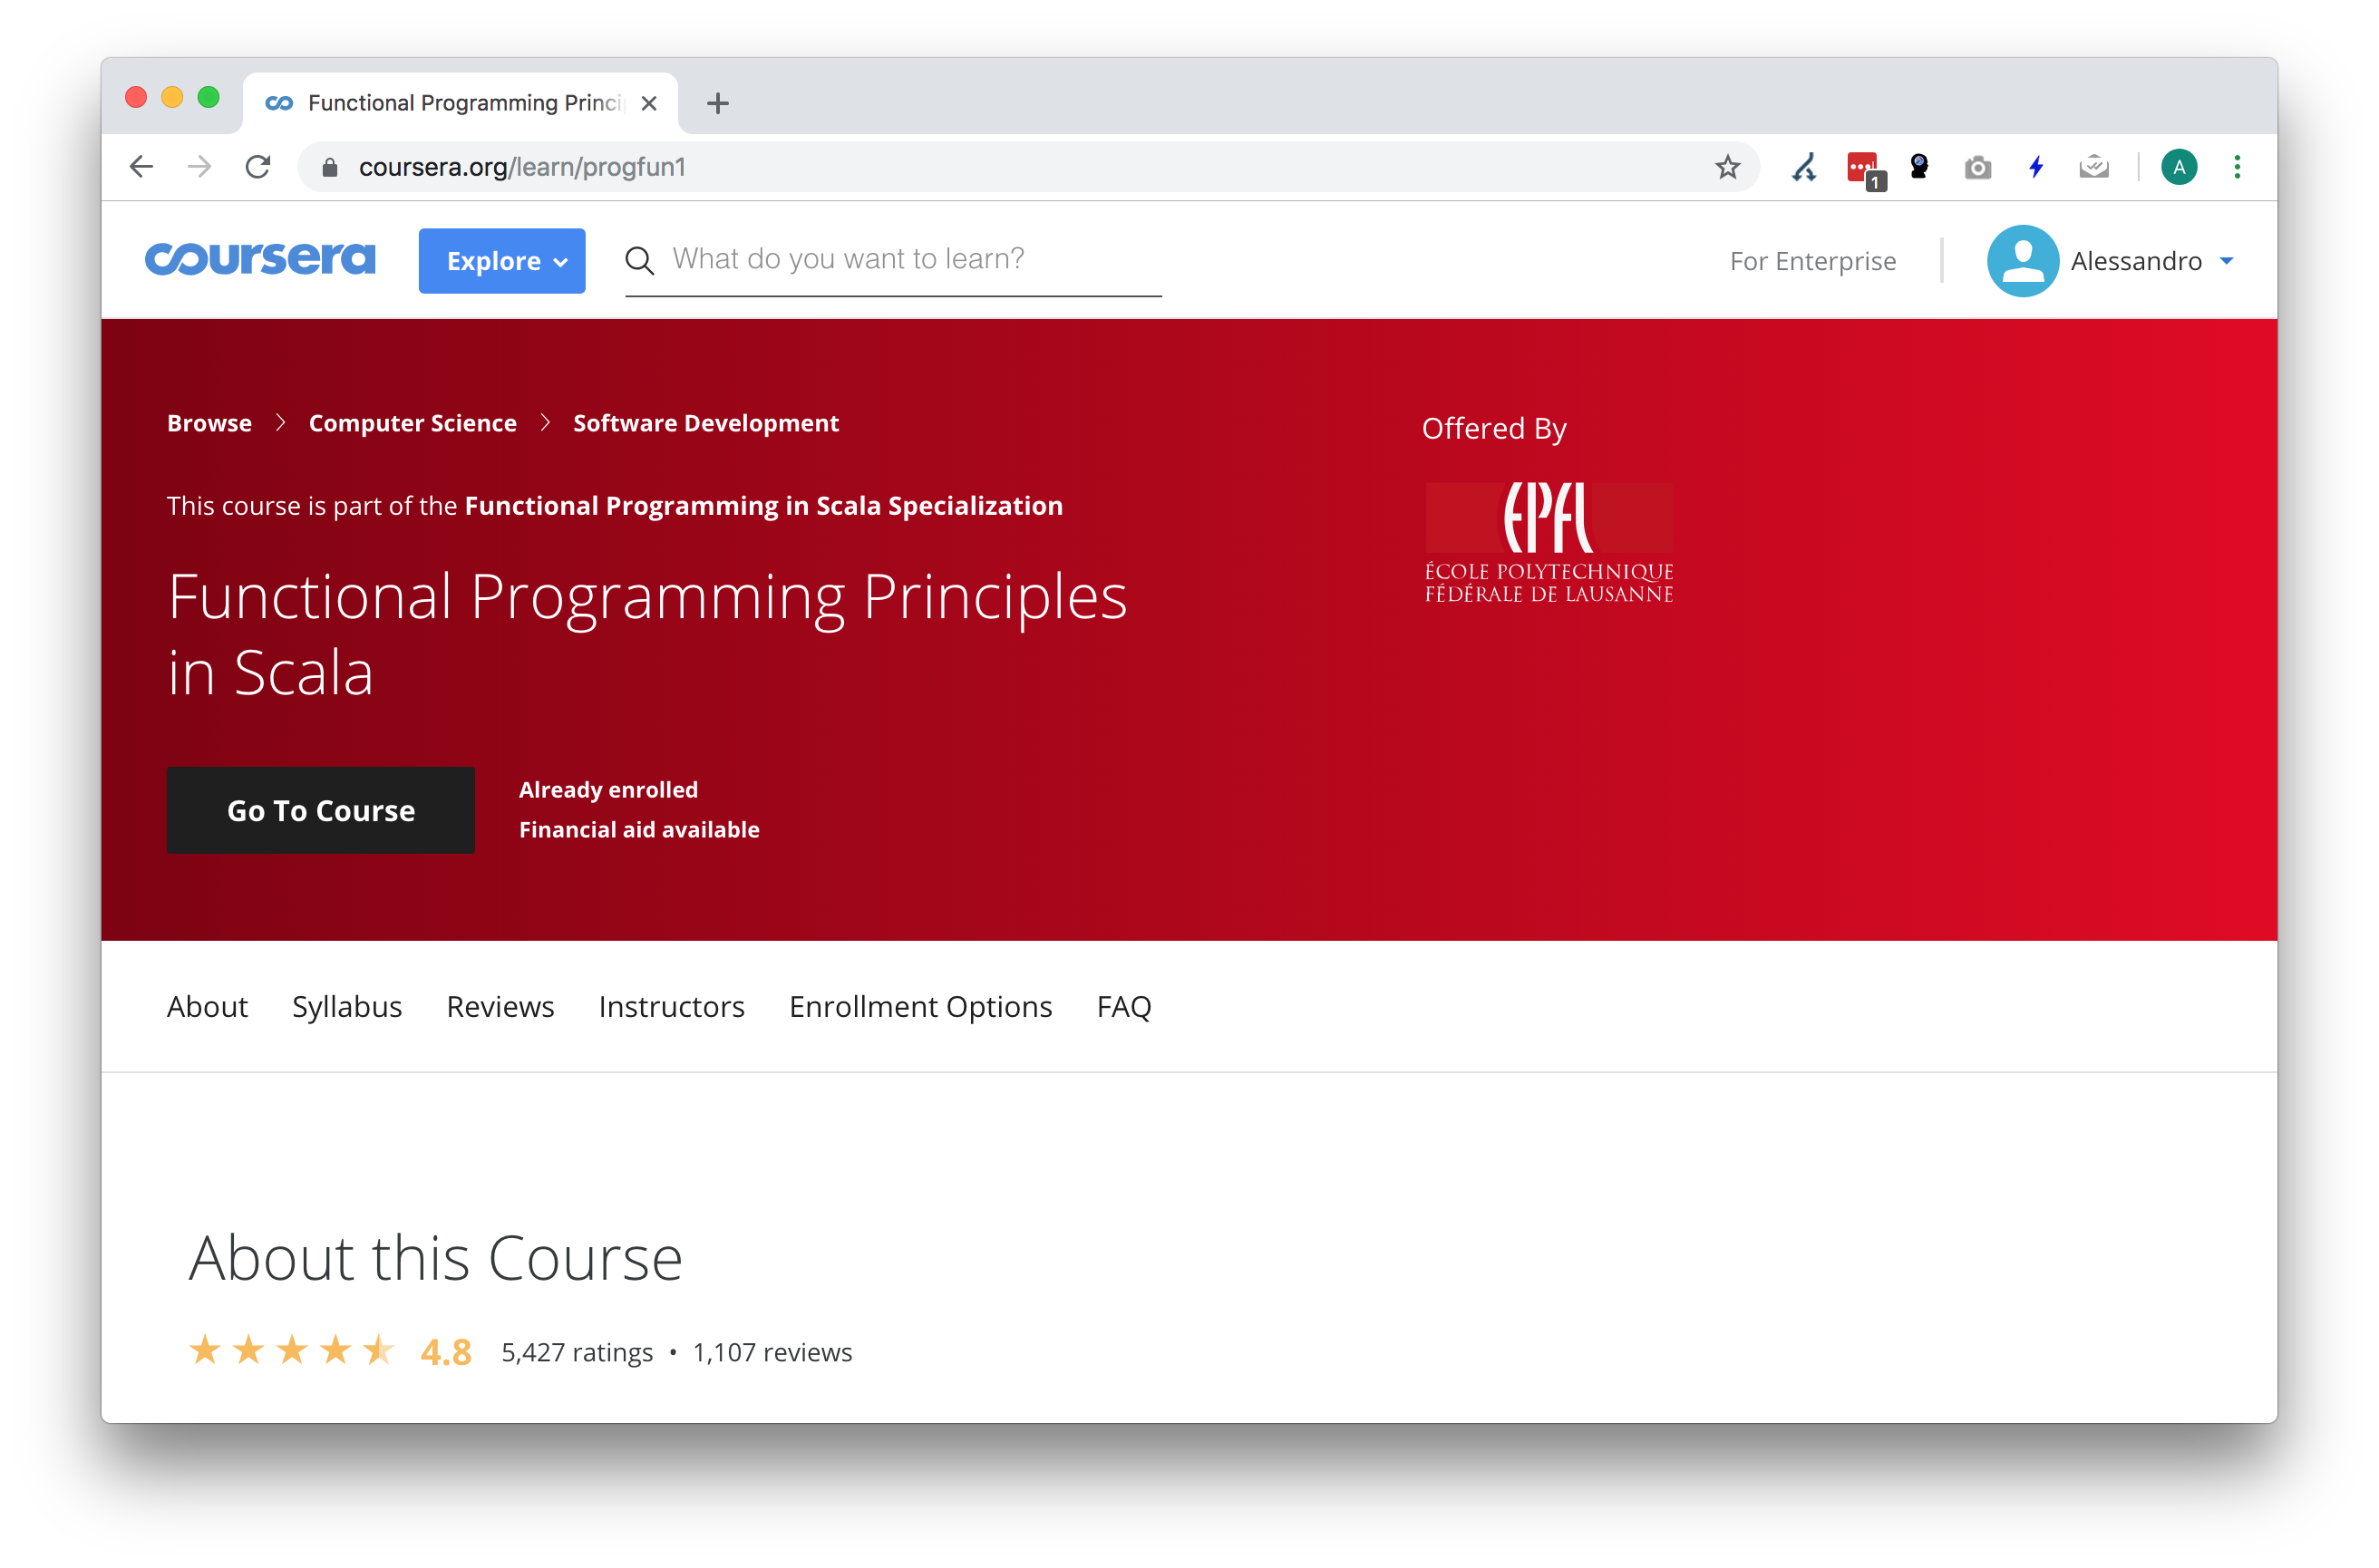 Functional Programming Princi
coursera.org/learn/progfun1
1
A
coursera
Explore
What do you want to learn?
For Enterprise
Alessandro
Browse > Computer Science > Software Development
Offered By
This course is part of the Functional Programming in Scala Specialization
EPFL
ÉCOLE POLYTECHNIQUE
FÉDÉRALE DE LAUSANNE
Functional Programming Principles
in Scala
Go To Course
Already enrolled
Financial aid available
About Syllabus Reviews Instructors Enrollment Options FAQ
About this Course
4.8 5,427 ratings • 1,107 reviews